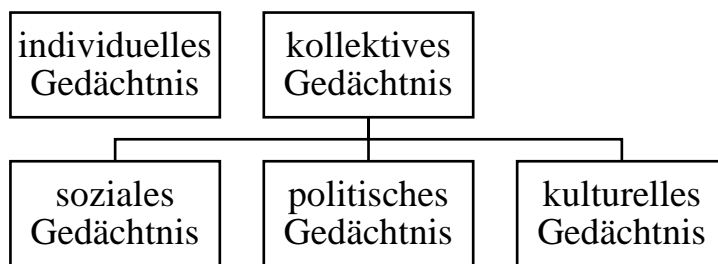 individuelles
Gedächtnis
kollektives
Gedächtnis
soziales
Gedächtnis
politisches
Gedächtnis
kulturelles
Gedächtnis